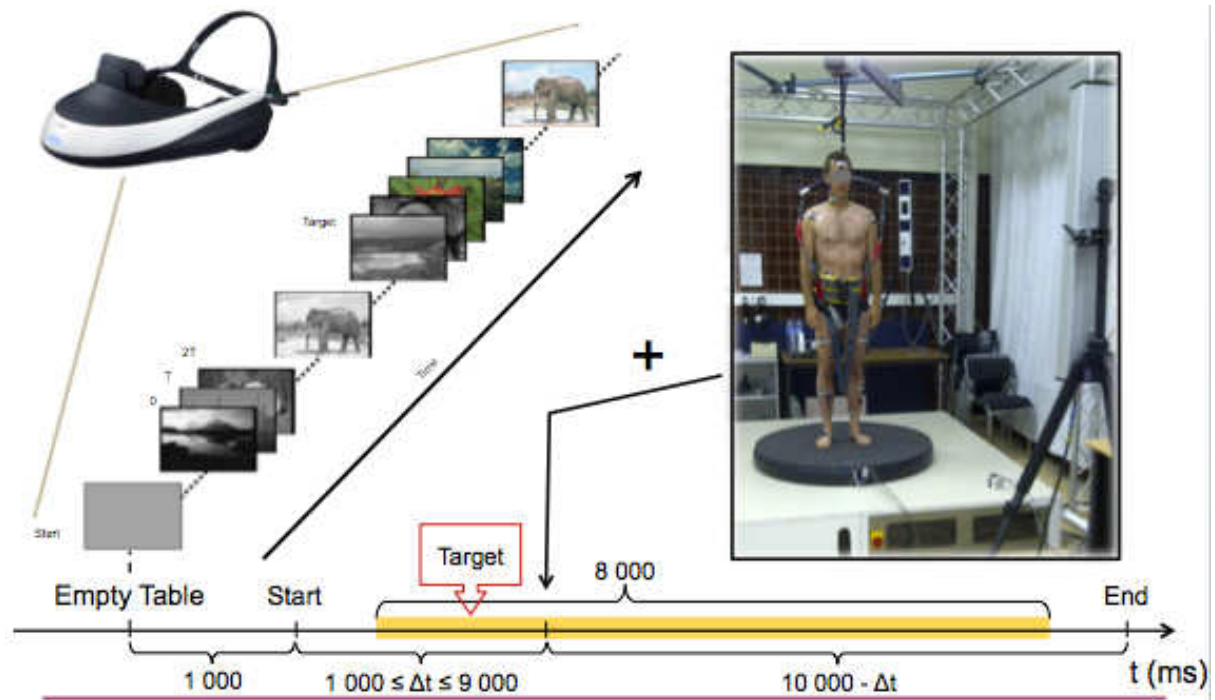 Target
2T
T
0
Time
Start
+
Target
8 000
Empty Table
Start
End
1 000
1 000 ≤ Δt ≤ 9 000
10 000 - Δt
t (ms)